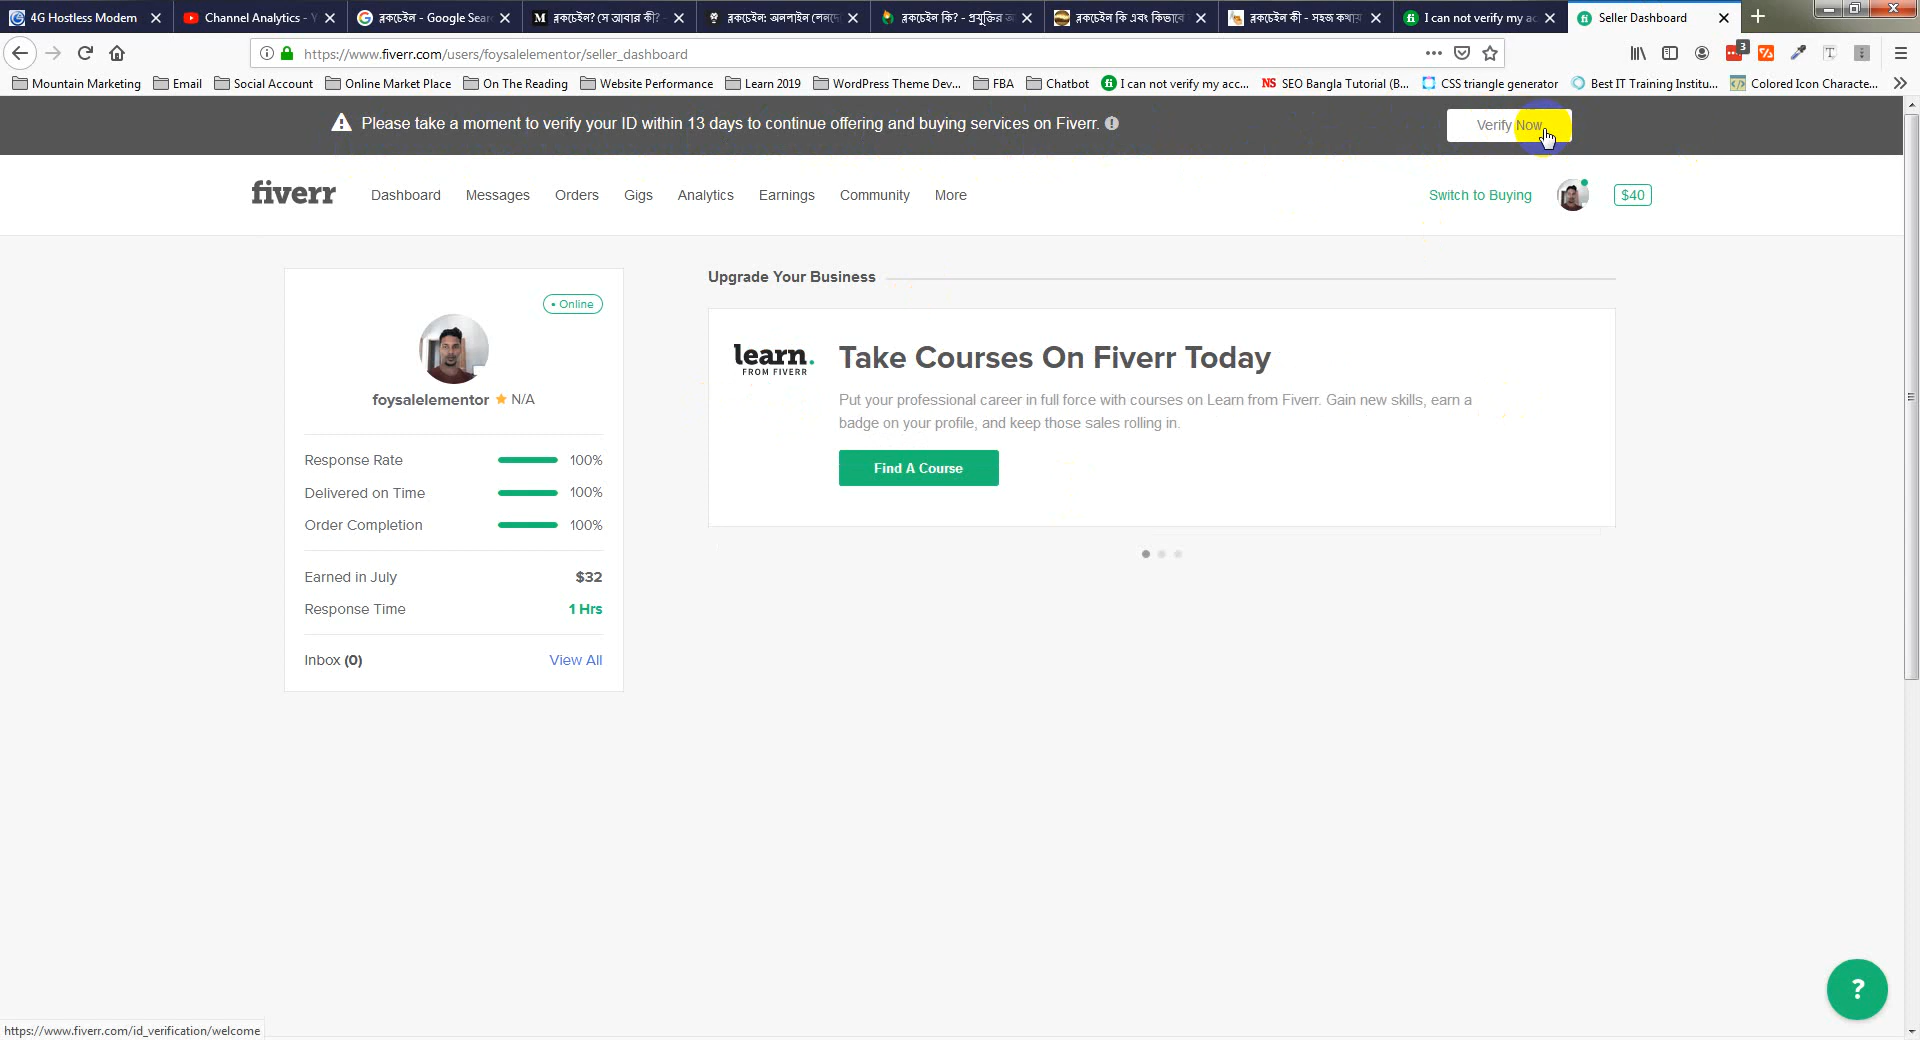 4G Hostless Modem
Channel Analytics - Y
ব্লকচেইন - Google Sear
ব্লকচেইন? সে আবার কী? -
ব্লকচেইন: অনলাইন লেনদে
ব্লকচেইন কি? - প্রযুক্তির অ
ব্লকচেইন কি এবং কিভাবে
ব্লকচেইন কী - সহজ কথায়
I can not verify my ac
Seller Dashboard
https://www.fiverr.com/users/foysalelementor/seller_dashboard
3
Mountain Marketing
Email
Social Account
Online Market Place
On The Reading
Website Performance
Learn 2019
WordPress Theme Dev...
FBA
Chatbot
I can not verify my acc...
NS SEO Bangla Tutorial (B...
CSS triangle generator
Best IT Training Institu...
Colored Icon Characte...
Please take a moment to verify your ID within 13 days to continue offering and buying services on Fiverr.
Verify Now
fiverr
Dashboard
Messages
Orders
Gigs
Analytics
Earnings
Community
More
Switch to Buying
$40
Online
foysalelementor N/A
Response Rate 100%
Delivered on Time 100%
Order Completion 100%
Earned in July $32
Response Time 1 Hrs
Inbox (0) View All
Upgrade Your Business
learn.
FROM FIVERR
Take Courses On Fiverr Today
Put your professional career in full force with courses on Learn from Fiverr. Gain new skills, earn a
badge on your profile, and keep those sales rolling in.
Find A Course
?
https://www.fiverr.com/id_verification/welcome